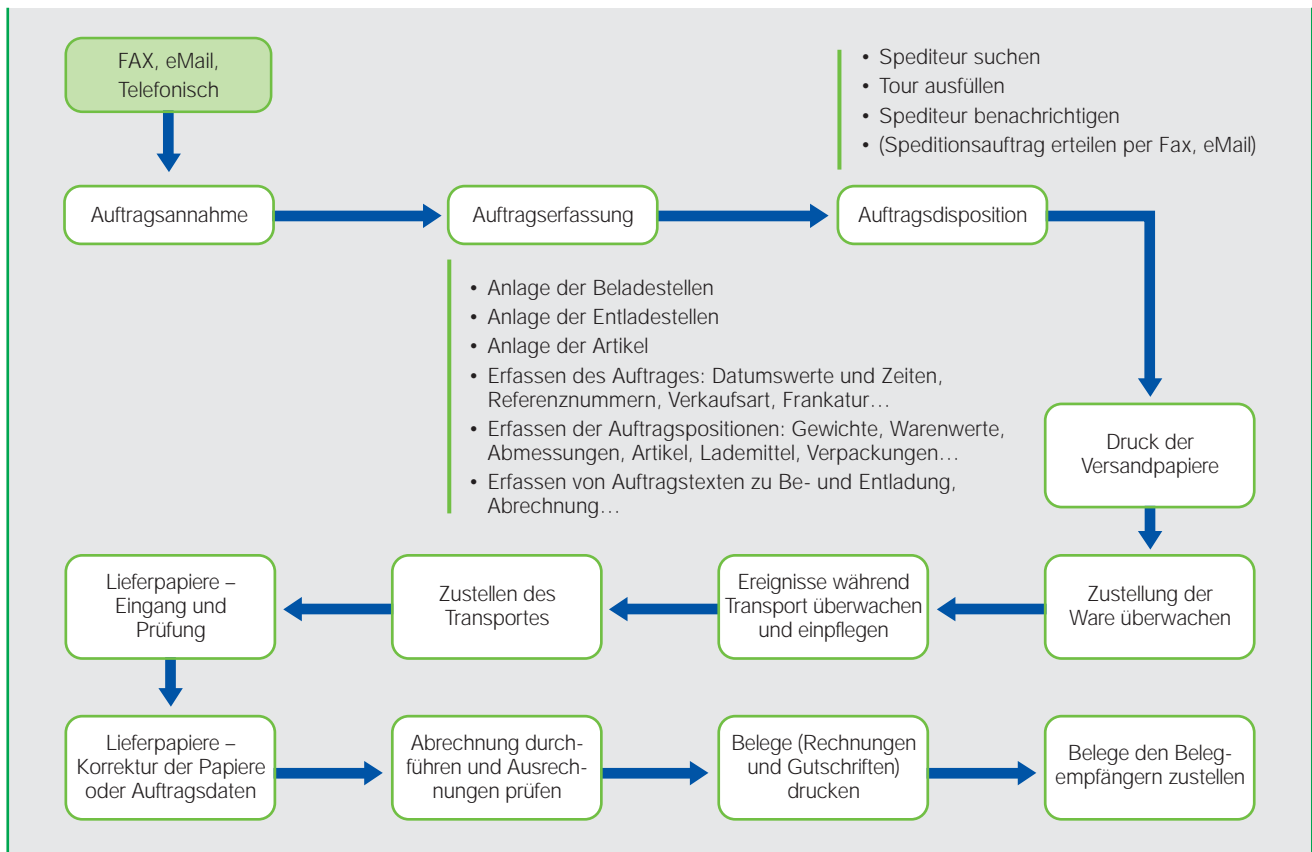 FAX, eMail,
Telefonisch
• Spediteur suchen
• Tour ausfüllen
• Spediteur benachrichtigen
• (Speditionsauftrag erteilen per Fax, eMail)
Auftragsannahme
Auftragserfassung
Auftragsdisposition
• Anlage der Beladestellen
• Anlage der Entladestellen
• Anlage der Artikel
• Erfassen des Auftrages: Datumswerte und Zeiten,
Referenznummern, Verkaufsart, Frankatur…
• Erfassen der Auftragspositionen: Gewichte, Warenwerte,
Abmessungen, Artikel, Lademittel, Verpackungen…
• Erfassen von Auftragstexten zu Be- und Entladung,
Abrechnung…
Druck der
Versandpapiere
Zustellung der
Ware überwachen
Ereignisse während
Transport überwachen
und einpflegen
Zustellen des
Transportes
Lieferpapiere –
Eingang und
Prüfung
Lieferpapiere –
Korrektur der Papiere
oder Auftragsdaten
Abrechnung durch-
führen und Ausrech-
nungen prüfen
Belege (Rechnungen
und Gutschriften)
drucken
Belege den Beleg-
empfängern zustellen